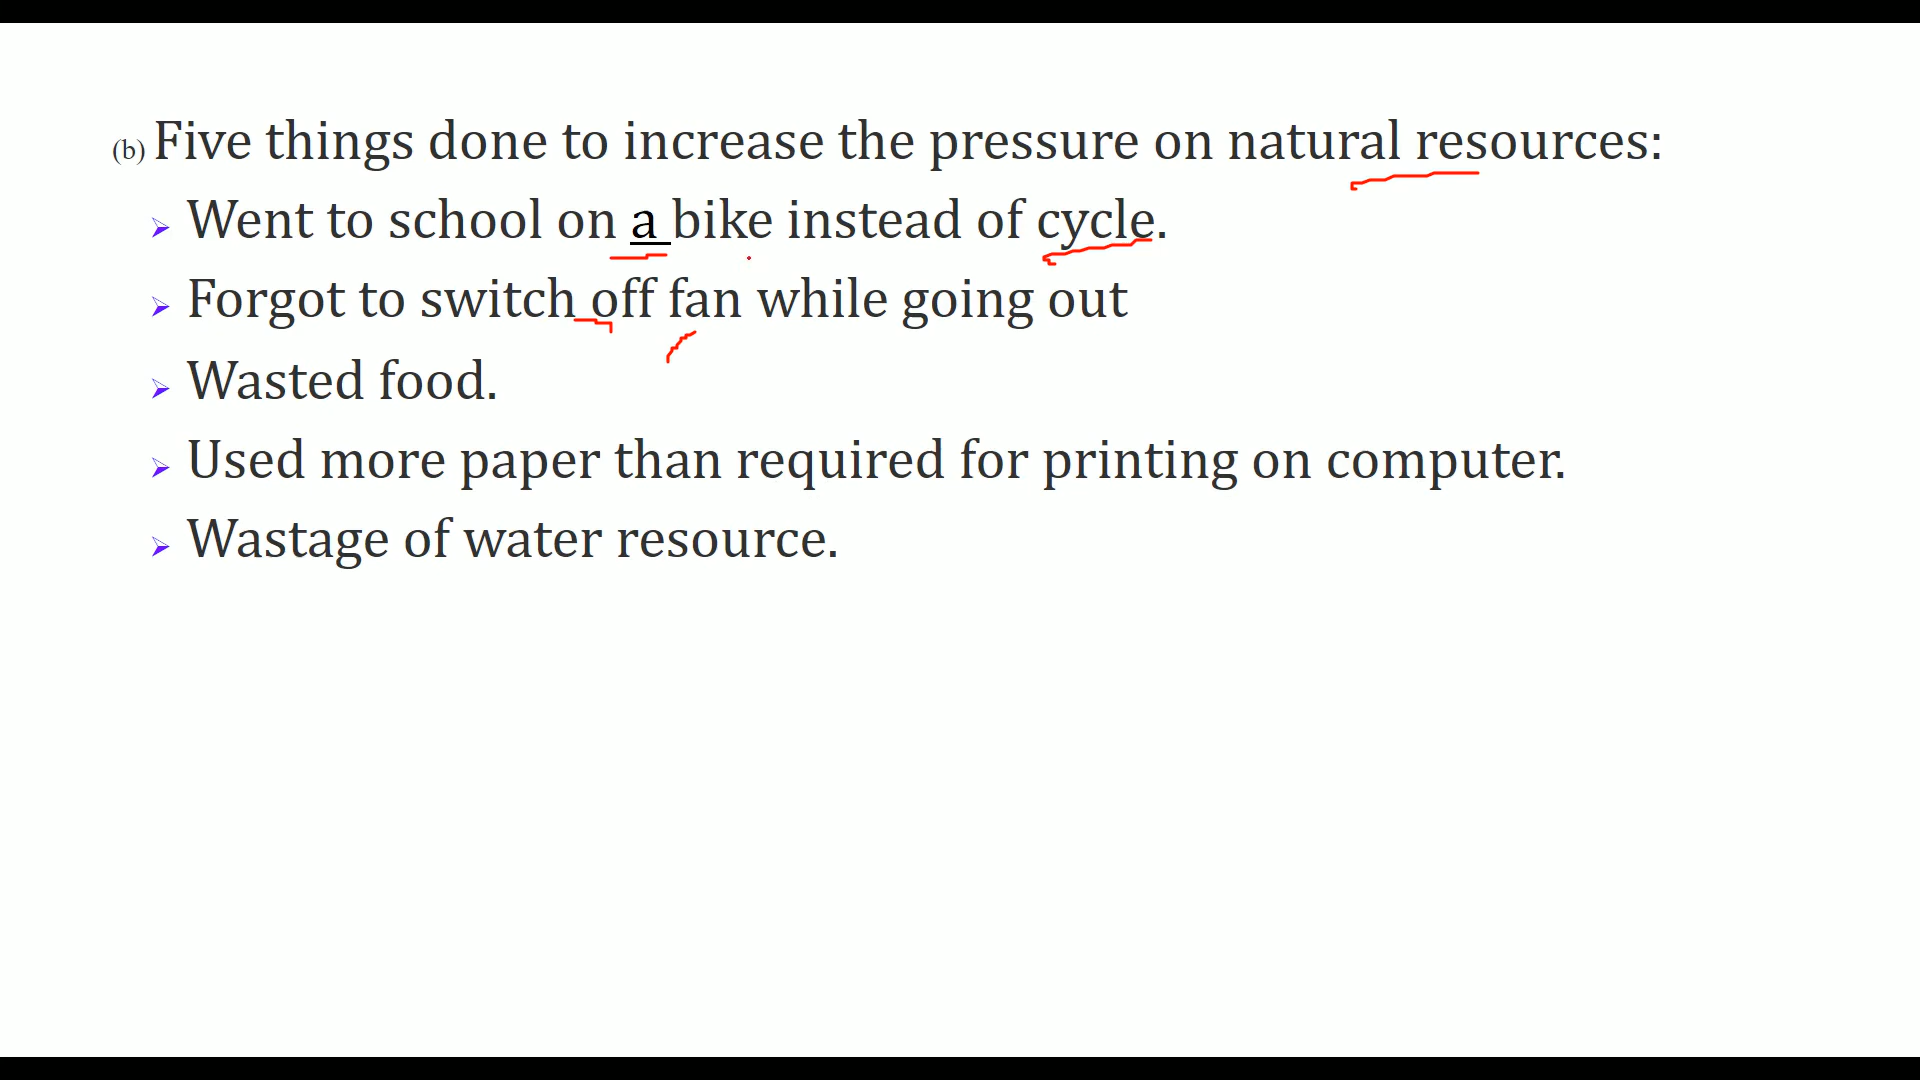 (b) Five things done to increase the pressure on natural resources:
Went to school on a bike instead of cycle.
Forgot to switch off fan while going out
Wasted food.
Used more paper than required for printing on computer.
Wastage of water resource.